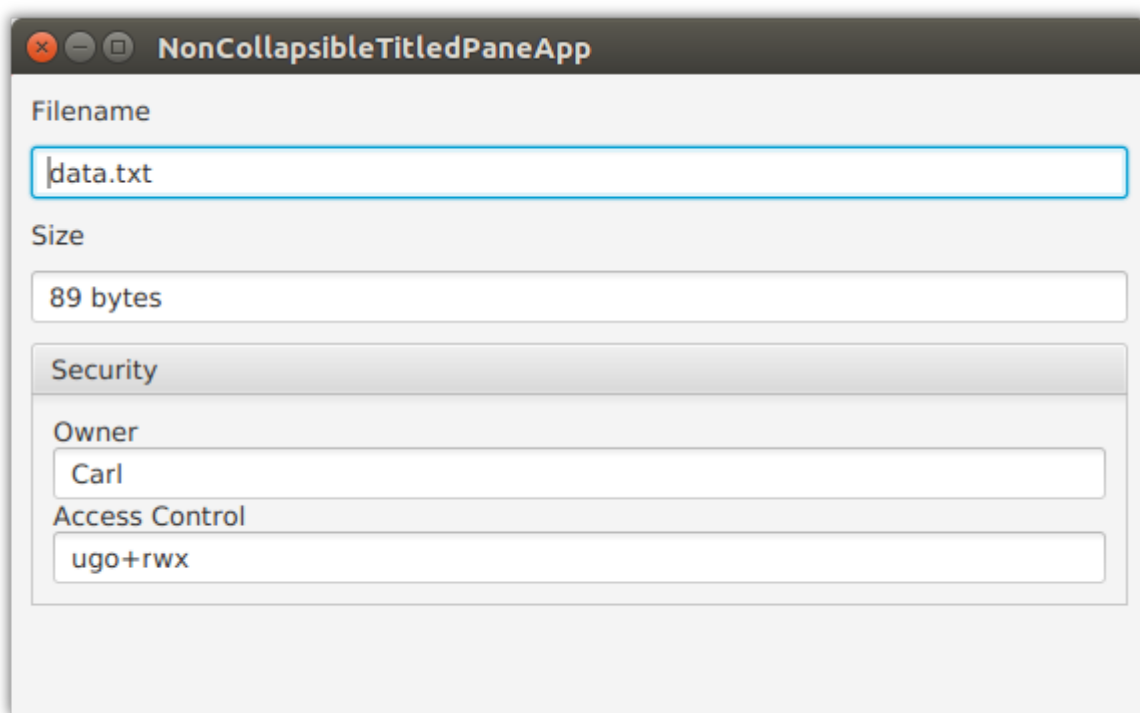 NonCollapsibleTitledPaneApp
Filename
data.txt
Size
89 bytes
Security
Owner
Carl
Access Control
ugo+rwx